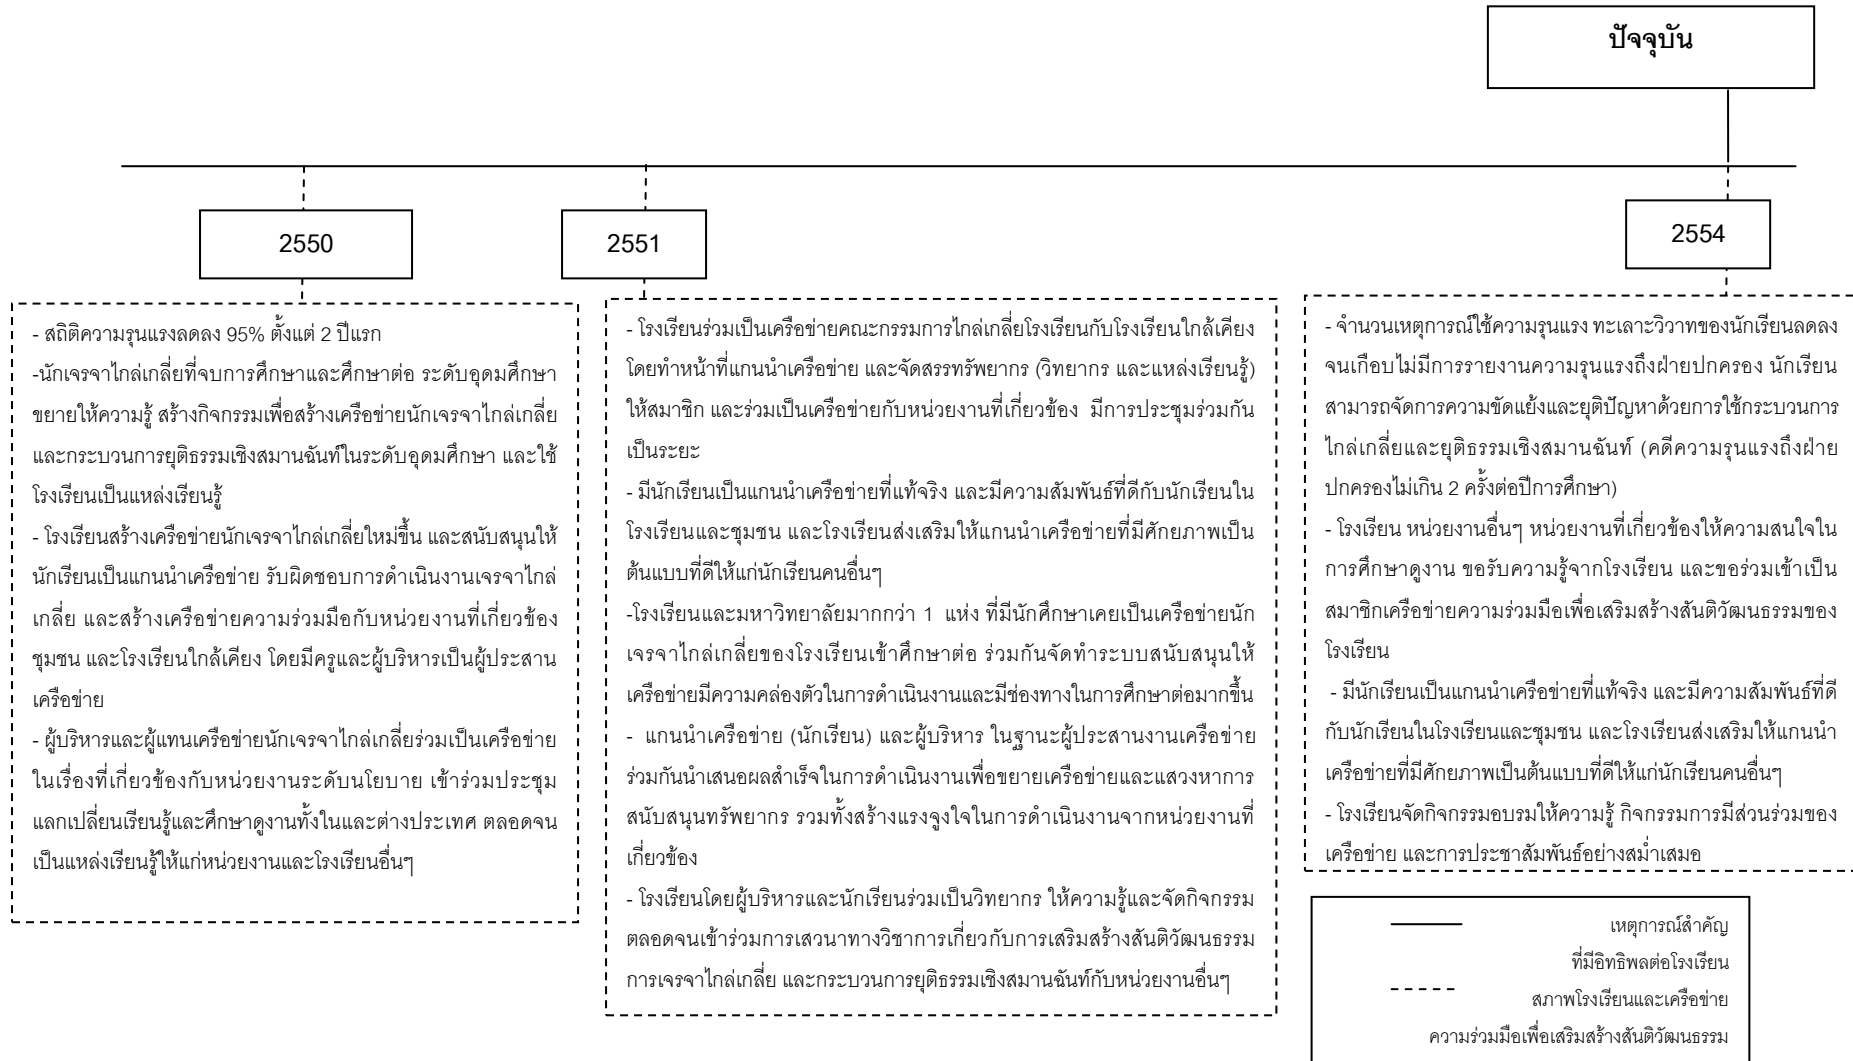 ปัจจุบัน
2550
2551
2554
- สถิติความรุนแรงลดลง 95% ตั้งแต่ 2 ปีแรก
-นักเจรจาไกล่เกลี่ยที่จบการศึกษาและศึกษาต่อ ระดับอุดมศึกษา
ขยายให้ความรู้ สร้างกิจกรรมเพื่อสร้างเครือข่ายนักเจรจาไกล่เกลี่ย
และกระบวนการยุติธรรมเชิงสมานฉันท์ในระดับอุดมศึกษา และใช้
โรงเรียนเป็นแหล่งเรียนรู้
- โรงเรียนสร้างเครือข่ายนักเจรจาไกล่เกลี่ยใหม่ขึ้น และสนับสนุนให้
นักเรียนเป็นแกนนำเครือข่าย รับผิดชอบการดำเนินงานเจรจาไกล่
เกลี่ย และสร้างเครือข่ายความร่วมมือกับหน่วยงานที่เกี่ยวข้อง
ชุมชน และโรงเรียนใกล้เคียง โดยมีครูและผู้บริหารเป็นผู้ประสาน
เครือข่าย
- ผู้บริหารและผู้แทนเครือข่ายนักเจรจาไกล่เกลี่ยร่วมเป็นเครือข่าย
ในเรื่องที่เกี่ยวข้องกับหน่วยงานระดับนโยบาย เข้าร่วมประชุม
แลกเปลี่ยนเรียนรู้และศึกษาดูงานทั้งในและต่างประเทศ ตลอดจน
เป็นแหล่งเรียนรู้ให้แก่หน่วยงานและโรงเรียนอื่นๆ
- โรงเรียนร่วมเป็นเครือข่ายคณะกรรมการไกล่เกลี่ยโรงเรียนกับโรงเรียนใกล้เคียง
โดยทำหน้าที่แกนนำเครือข่าย และจัดสรรทรัพยากร (วิทยากร และแหล่งเรียนรู้)
ให้สมาชิก และร่วมเป็นเครือข่ายกับหน่วยงานที่เกี่ยวข้อง มีการประชุมร่วมกัน
เป็นระยะ
- มีนักเรียนเป็นแกนนำเครือข่ายที่แท้จริง และมีความสัมพันธ์ที่ดีกับนักเรียนใน
โรงเรียนและชุมชน และโรงเรียนส่งเสริมให้แกนนำเครือข่ายที่มีศักยภาพเป็น
ต้นแบบที่ดีให้แก่นักเรียนคนอื่นๆ
-โรงเรียนและมหาวิทยาลัยมากกว่า 1 แห่ง ที่มีนักศึกษาเคยเป็นเครือข่ายนัก
เจรจาไกล่เกลี่ยของโรงเรียนเข้าศึกษาต่อ ร่วมกันจัดทำระบบสนับสนุนให้
เครือข่ายมีความคล่องตัวในการดำเนินงานและมีช่องทางในการศึกษาต่อมากขึ้น
- แกนนำเครือข่าย (นักเรียน) และผู้บริหาร ในฐานะผู้ประสานงานเครือข่าย
ร่วมกันนำเสนอผลสำเร็จในการดำเนินงานเพื่อขยายเครือข่ายและแสวงหาการ
สนับสนุนทรัพยากร รวมทั้งสร้างแรงจูงใจในการดำเนินงานจากหน่วยงานที่
เกี่ยวข้อง
- โรงเรียนโดยผู้บริหารและนักเรียนร่วมเป็นวิทยากร ให้ความรู้และจัดกิจกรรม
ตลอดจนเข้าร่วมการเสวนาทางวิชาการเกี่ยวกับการเสริมสร้างสันติวัฒนธรรม
การเจรจาไกล่เกลี่ย และกระบวนการยุติธรรมเชิงสมานฉันท์กับหน่วยงานอื่นๆ
- จำนวนเหตุการณ์ใช้ความรุนแรง ทะเลาะวิวาทของนักเรียนลดลง
จนเกือบไม่มีการรายงานความรุนแรงถึงฝ่ายปกครอง นักเรียน
สามารถจัดการความขัดแย้งและยุติปัญหาด้วยการใช้กระบวนการ
ไกล่เกลี่ยและยุติธรรมเชิงสมานฉันท์ (คดีความรุนแรงถึงฝ่าย
ปกครองไม่เกิน 2 ครั้งต่อปีการศึกษา)
- โรงเรียน หน่วยงานอื่นๆ หน่วยงานที่เกี่ยวข้องให้ความสนใจใน
การศึกษาดูงาน ขอรับความรู้จากโรงเรียน และขอร่วมเข้าเป็น
สมาชิกเครือข่ายความร่วมมือเพื่อเสริมสร้างสันติวัฒนธรรมของ
โรงเรียน
- มีนักเรียนเป็นแกนนำเครือข่ายที่แท้จริง และมีความสัมพันธ์ที่ดี
กับนักเรียนในโรงเรียนและชุมชน และโรงเรียนส่งเสริมให้แกนนำ
เครือข่ายที่มีศักยภาพเป็นต้นแบบที่ดีให้แก่นักเรียนคนอื่นๆ
- โรงเรียนจัดกิจกรรมอบรมให้ความรู้ กิจกรรมการมีส่วนร่วมของ
เครือข่าย และการประชาสัมพันธ์อย่างสม่ำเสมอ
เหตุการณ์สำคัญ
ที่มีอิทธิพลต่อโรงเรียน
สภาพโรงเรียนและเครือข่าย
ความร่วมมือเพื่อเสริมสร้างสันติวัฒนธรรม